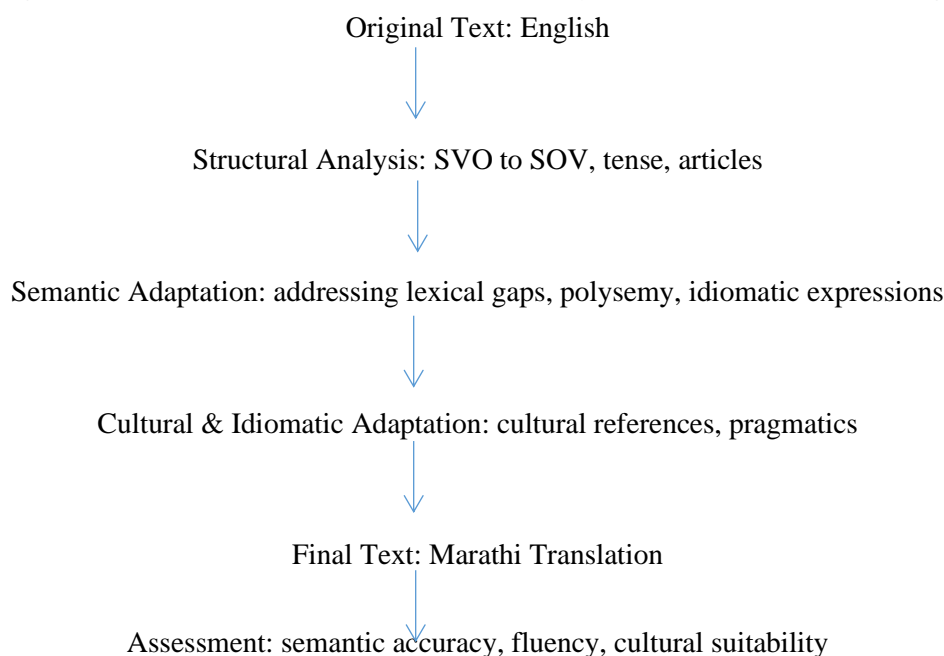 Original Text: English
Structural Analysis: SVO to SOV, tense, articles
Semantic Adaptation: addressing lexical gaps, polysemy, idiomatic expressions
Cultural & Idiomatic Adaptation: cultural references, pragmatics
Final Text: Marathi Translation
Assessment: semantic accuracy, fluency, cultural suitability